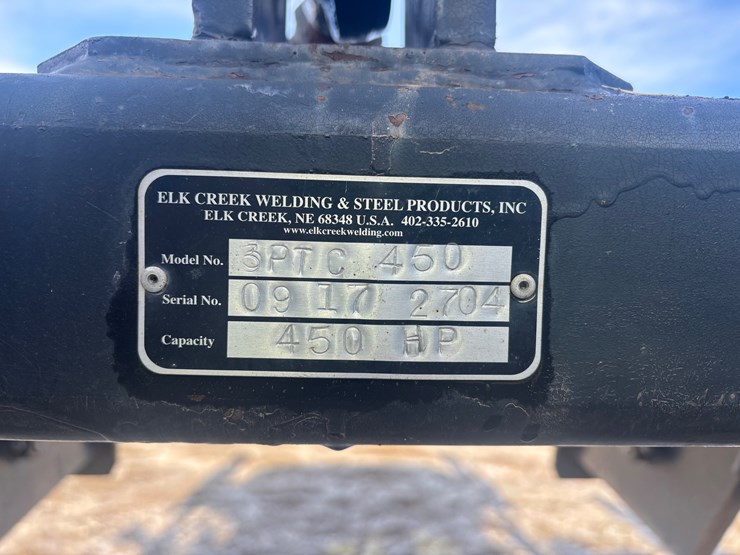 ELK CREEK WELDING & STEEL PRODUCTS, INC
ELK CREEK, NE 68348 U.S.A. 402-335-2610
www.elkcreekwelding.com
Model No. 3PTC 450
Serial No. 09 17 2704
Capacity 450 HP